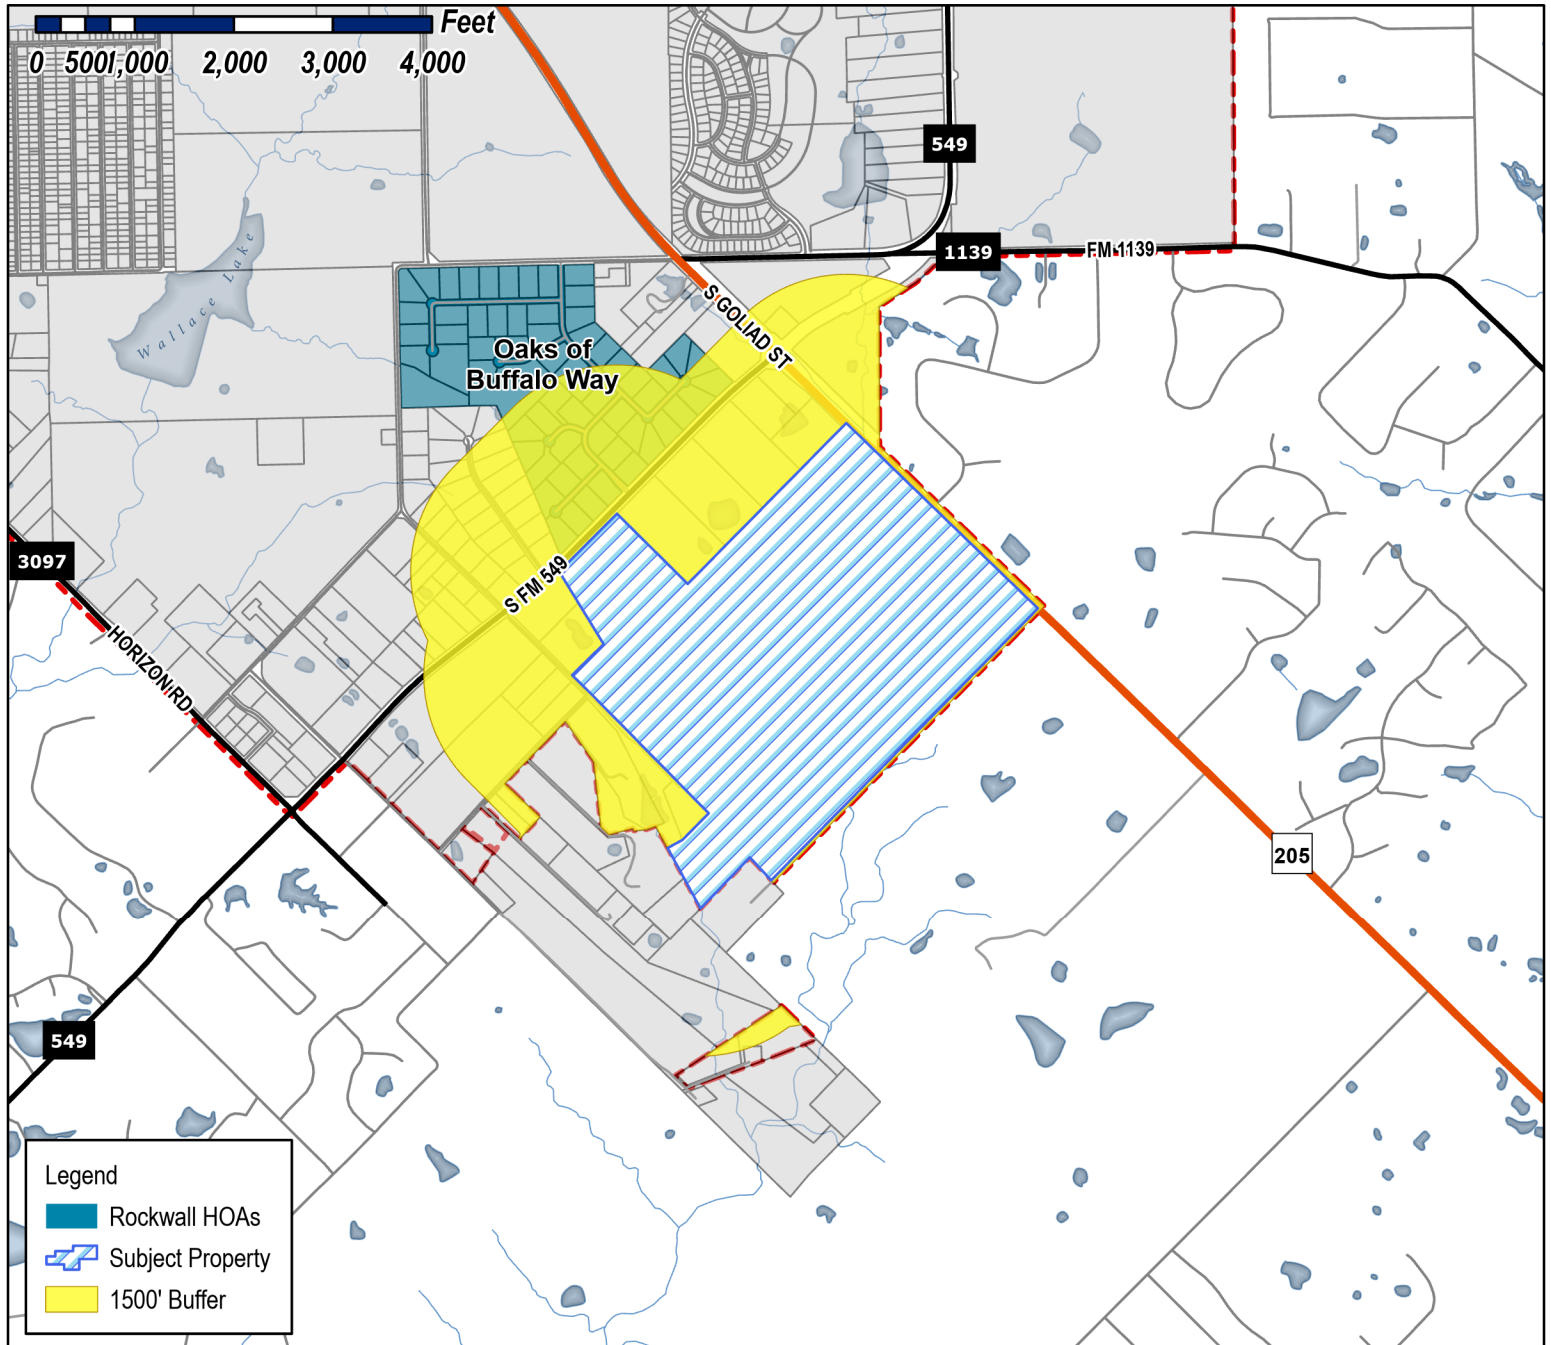 Feet
0 500 1,000 2,000 3,000 4,000
549
1139
FM 1139
Wallace Lake
S GOLIAD ST
Oaks of
Buffalo Way
3097
S FM 549
HORIZON RD
205
549
Legend
Rockwall HOAs
Subject Property
1500' Buffer